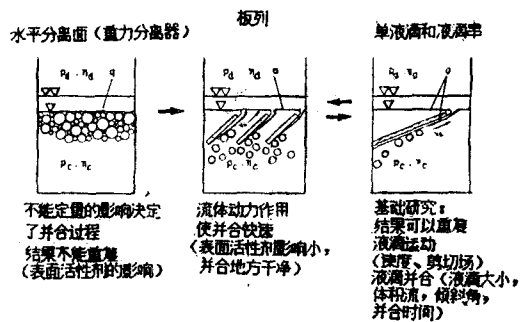 板列
水平分离面（重力分离器）
单液滴和液滴串
ρd·ηd
σ
ρc·ηc
ρd·ηd
σ
ρc·ηc
ρd·ηd
σ
ρc·ηc
不能定量的影响决定
了并合过程
结果不能重复
（表面活性剂的影响）
流体动力作用
使并合快速
（表面活性剂影响小，
并合地方干净）
基础研究：
结果可以重复
液滴运动
（速度、剪切场）
液滴并合（液滴大小，
体积流，倾斜角，
并合时间）